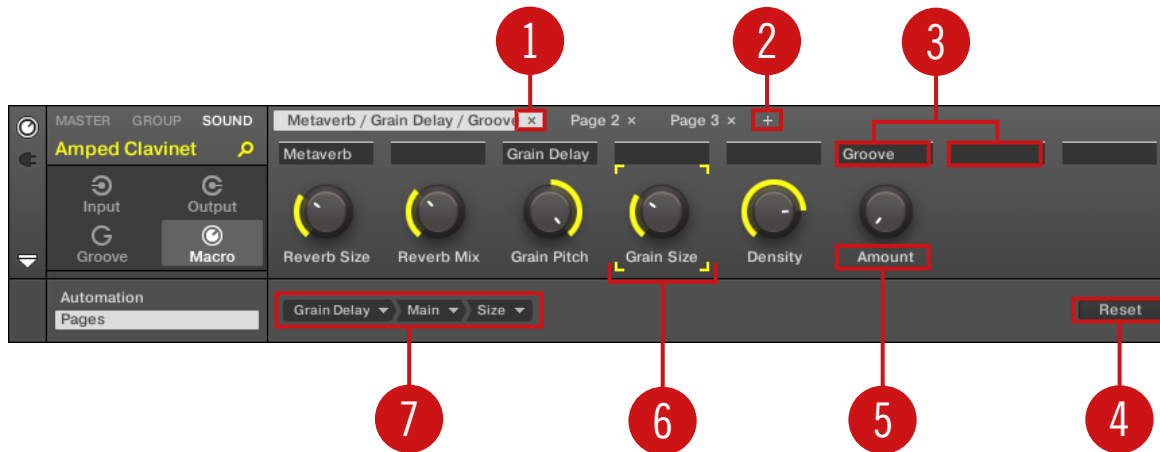 1 2 3
MASTER GROUP SOUND
Amped Clavinet
Input Output
Groove Macro
Metaverb / Grain Delay / Groove × Page 2 × Page 3 × +
Metaverb Grain Delay Groove
Reverb Size Reverb Mix Grain Pitch Grain Size Density Amount
Automation
Pages
Grain Delay Main Size
Reset
7 6 5 4